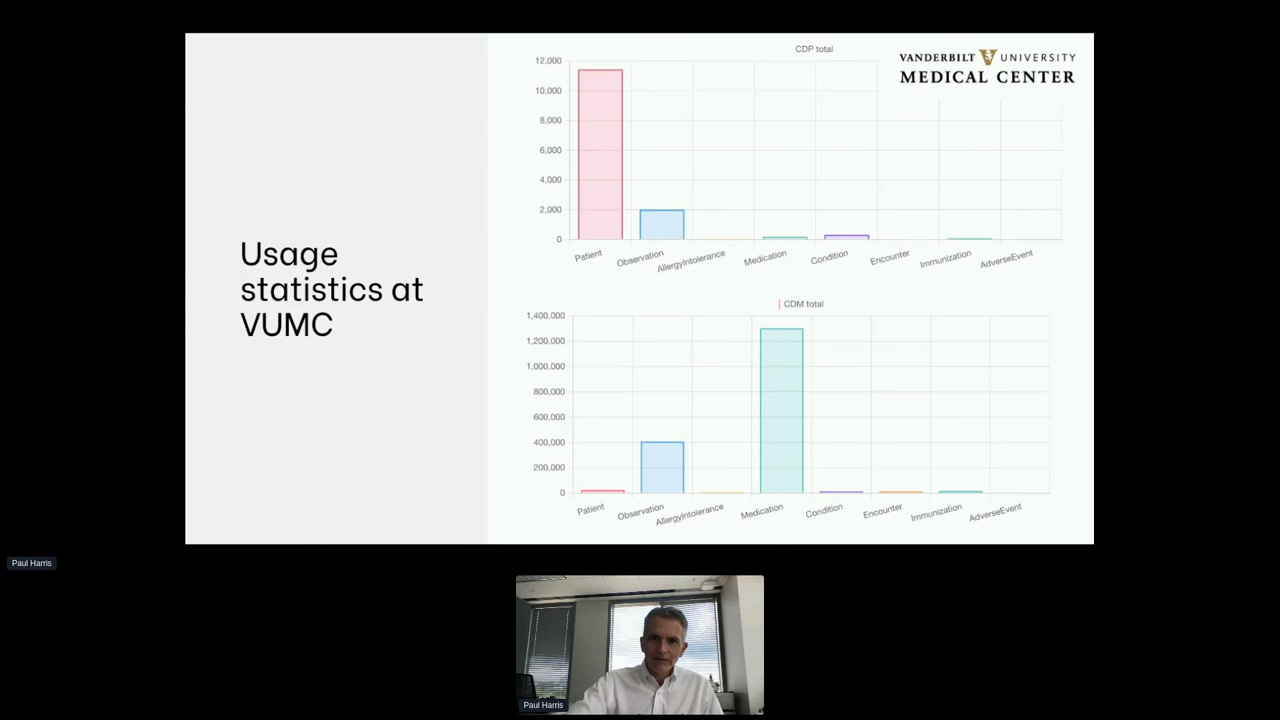 Usage
statistics at
VUMC
CDP total
VANDERBILT UNIVERSITY
MEDICAL CENTER
12,000
10,000
8,000
6,000
4,000
2,000
0
Patient
Observation
AllergyIntolerance
Medication
Condition
Encounter
Immunization
AdverseEvent
CDM total
1,400,000
1,200,000
1,000,000
800,000
600,000
400,000
200,000
0
Patient
Observation
AllergyIntolerance
Medication
Condition
Encounter
Immunization
AdverseEvent
Paul Harris
Paul Harris